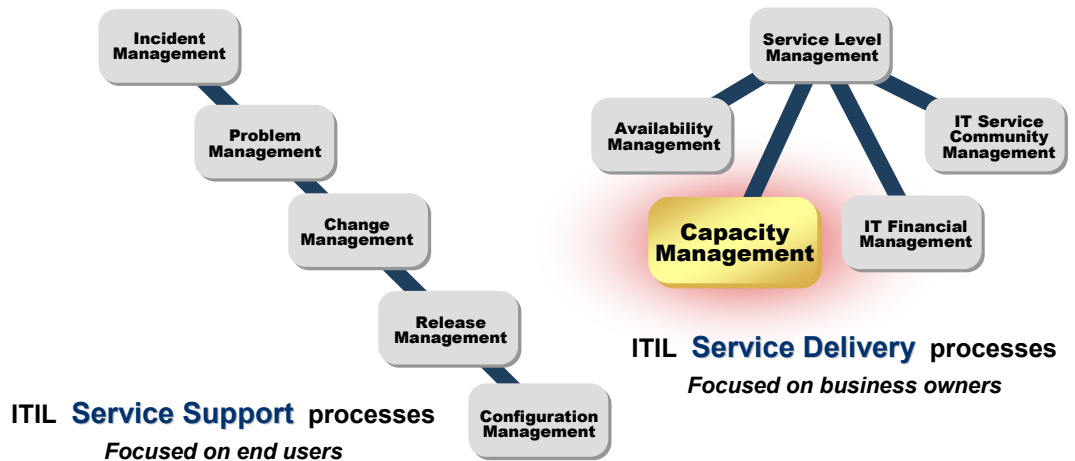 Incident
Management
Problem
Management
Change
Management
Release
Management
Configuration
Management
ITIL Service Support processes
Focused on end users
Service Level
Management
Availability
Management
IT Service
Community
Management
Capacity
Management
IT Financial
Management
ITIL Service Delivery processes
Focused on business owners